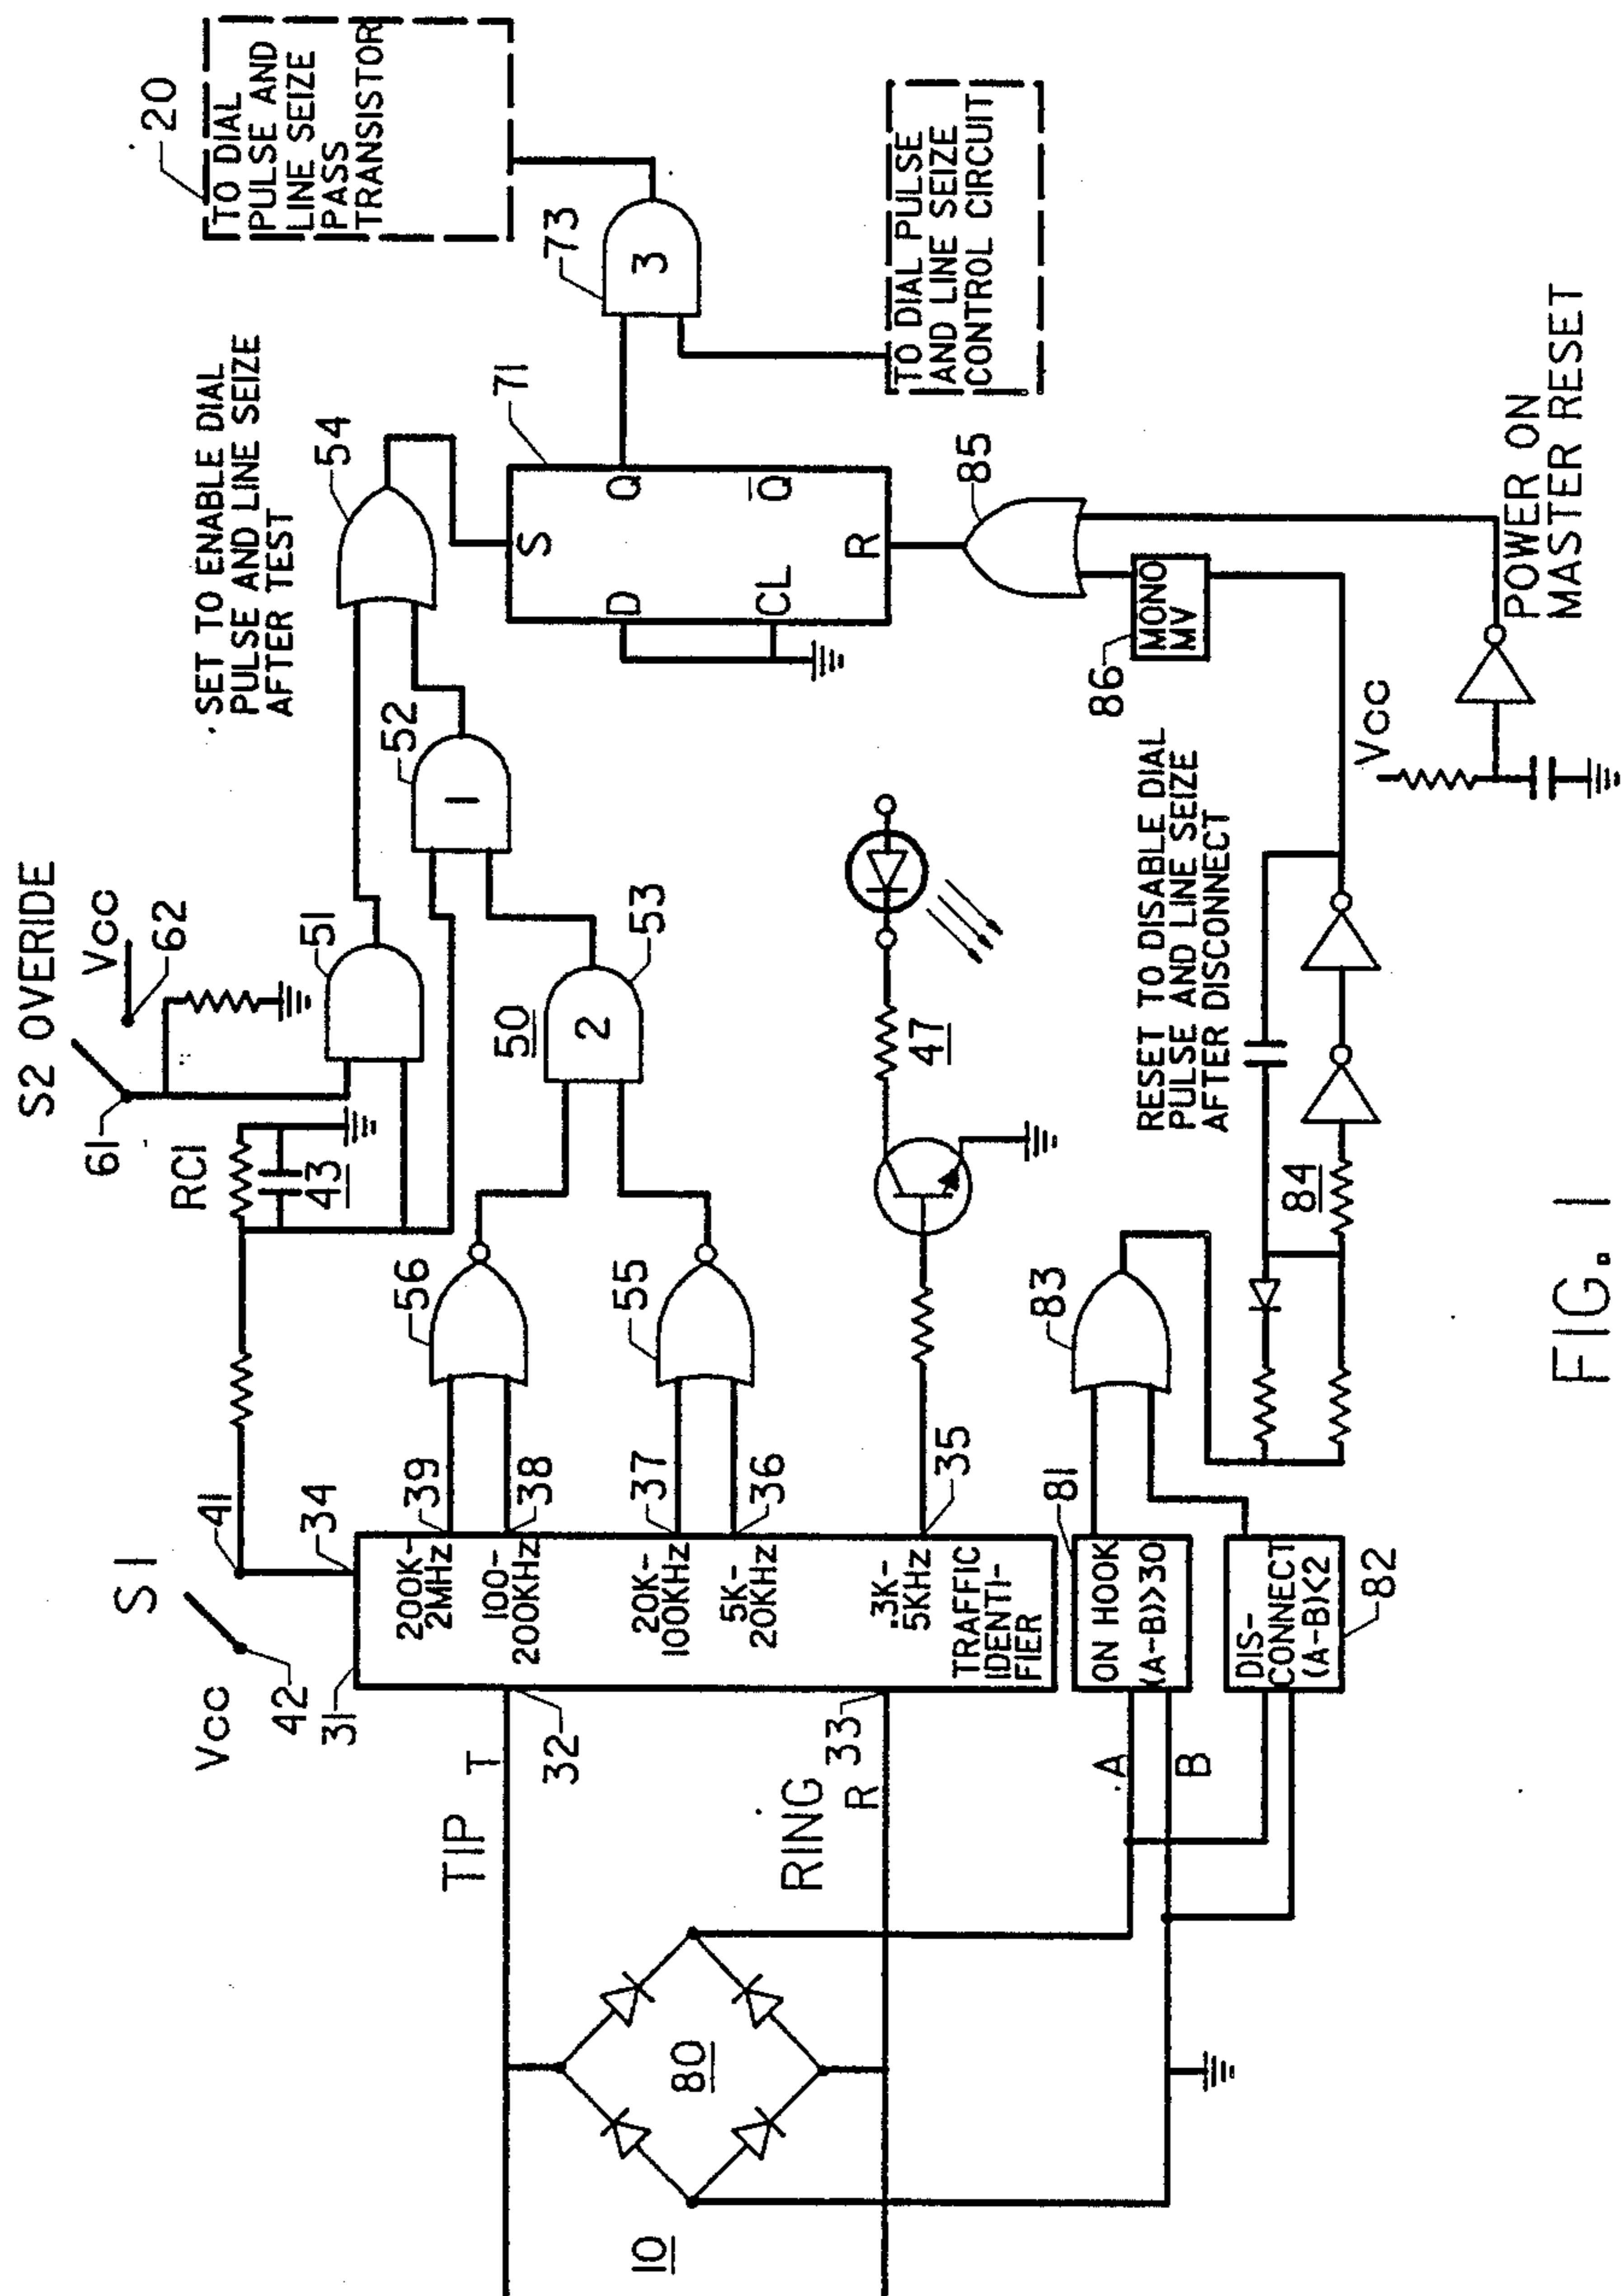 S2 OVERIDE
Vcc
62
61
RC1
43
51
S1
Vcc
42
41
34
31
TIP
T
32
RING
R
33
10
80
200K-
2MHz
39
100-
200KHz
38
20K-
100KHz
37
5K-
20KHz
36
.3K-
5KHz
35
TRAFFIC
IDENTI-
FIER
56
55
50
2
53
1
52
54
SET TO ENABLE DIAL
PULSE AND LINE SEIZE
AFTER TEST
71
S
D
Q
CL
Q̅
R
73
3
20
TO DIAL
PULSE AND
LINE SEIZE
PASS
TRANSISTOR
TO DIAL PULSE
AND LINE SEIZE
CONTROL CIRCUIT
47
A
B
81
ON HOOK
(A-B)>30
DIS-
CONNECT
(A-B)<2
82
83
84
RESET TO DISABLE DIAL
PULSE AND LINE SEIZE
AFTER DISCONNECT
85
86
MONO
MV
Vcc
POWER ON
MASTER RESET
FIG. 1